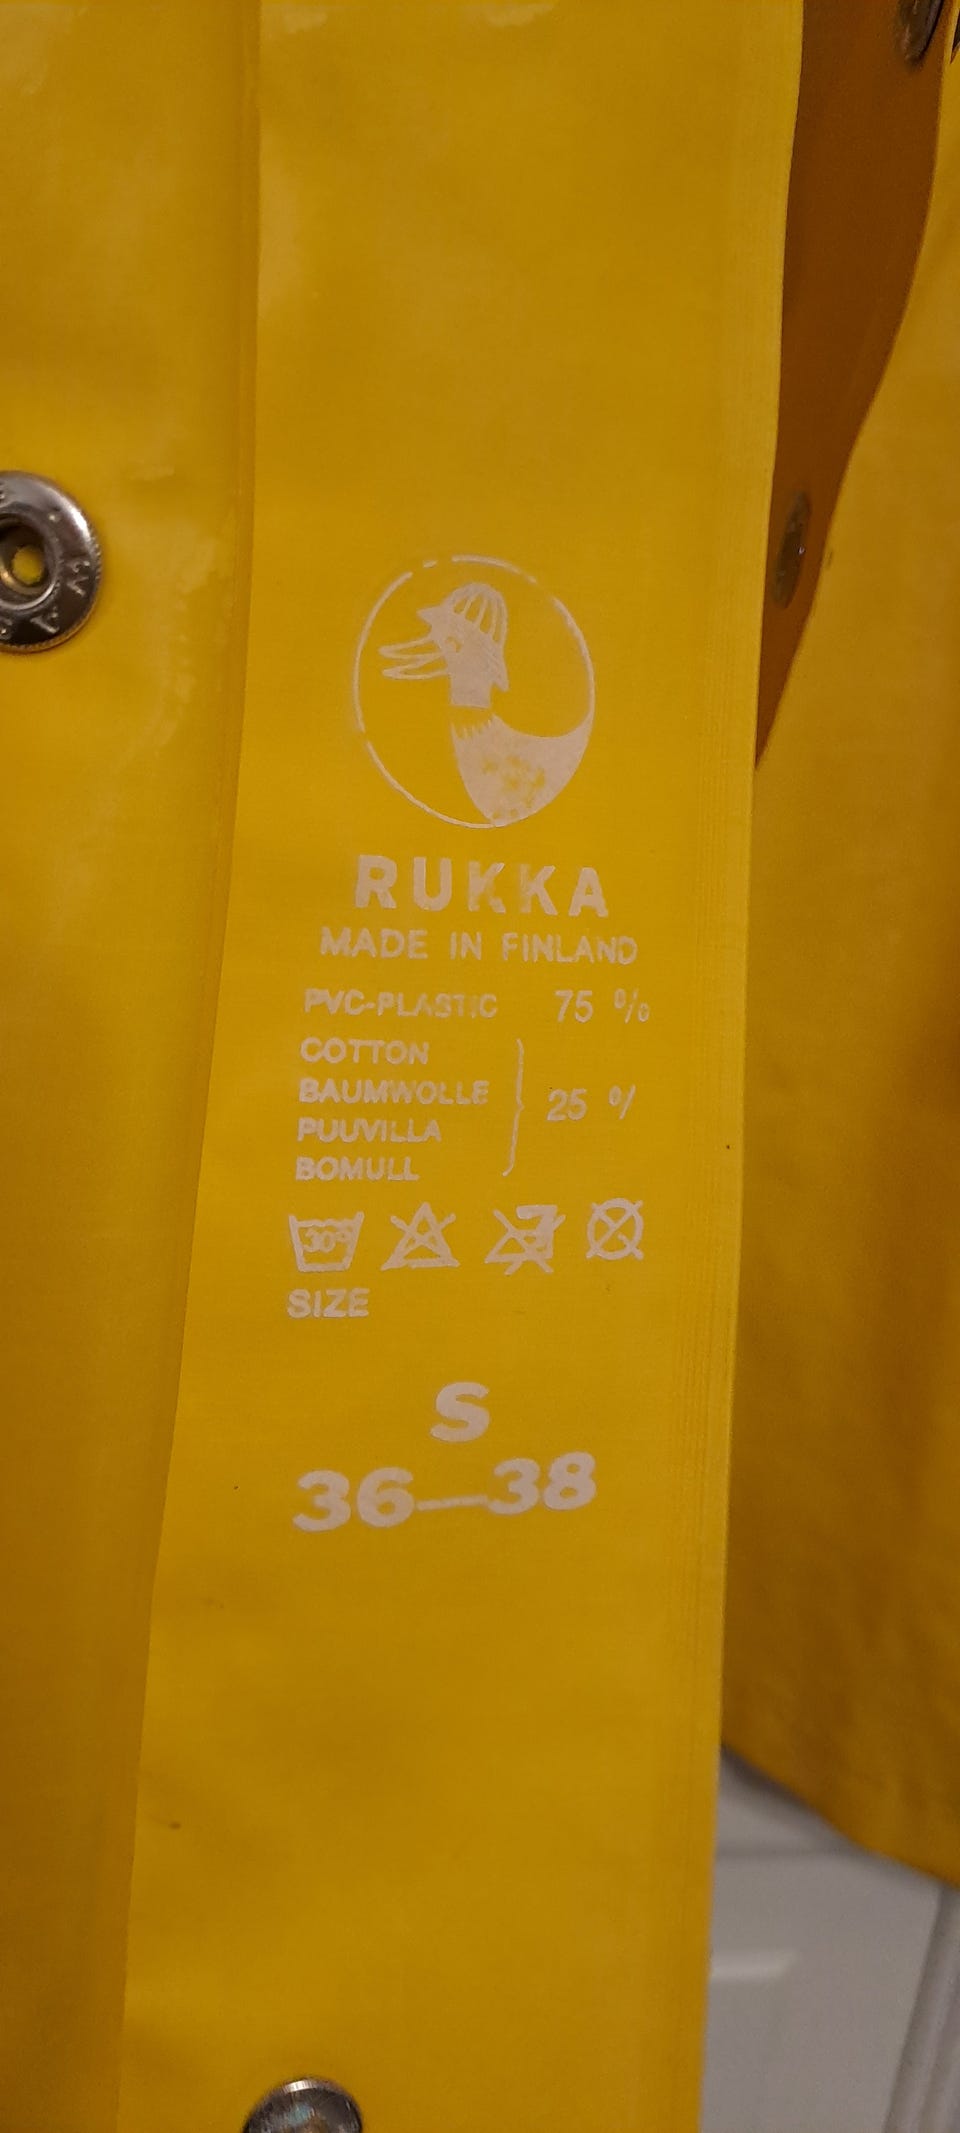 RUKKA
MADE IN FINLAND
PVC-PLASTIC 75 %
COTTON
BAUMWOLLE
PUUVILLA
BOMULL
25 %
30°
SIZE
S
36—38